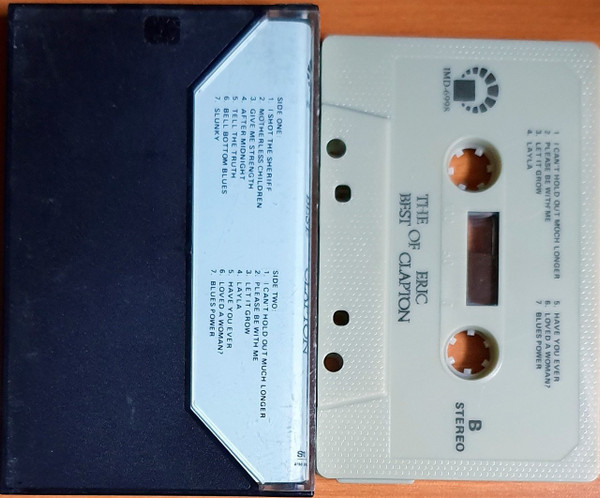 SIDE ONE
1. I SHOT THE SHERIFF
2. MOTHERLESS CHILDREN
3. GIVE ME STRENGTH
4. AFTER MIDNIGHT
5. TELL THE TRUTH
6. BELL BOTTOM BLUES
7. SLUNKY
SIDE TWO
1. I CAN'T HOLD OUT MUCH LONGER
2. PLEASE BE WITH ME
3. LET IT GROW
4. LAYLA
5. HAVE YOU EVER
6. LOVED A WOMAN?
7. BLUES POWER
BEST CLAPTON
IMD-6998
1 I CAN'T HOLD OUT MUCH LONGER
2 PLEASE BE WITH ME
3. LET IT GROW
4. LAYLA
5. HAVE YOU EVER
6. LOVED A WOMAN?
7 BLUES POWER
THE ERIC
BEST OF CLAPTON
B
STEREO